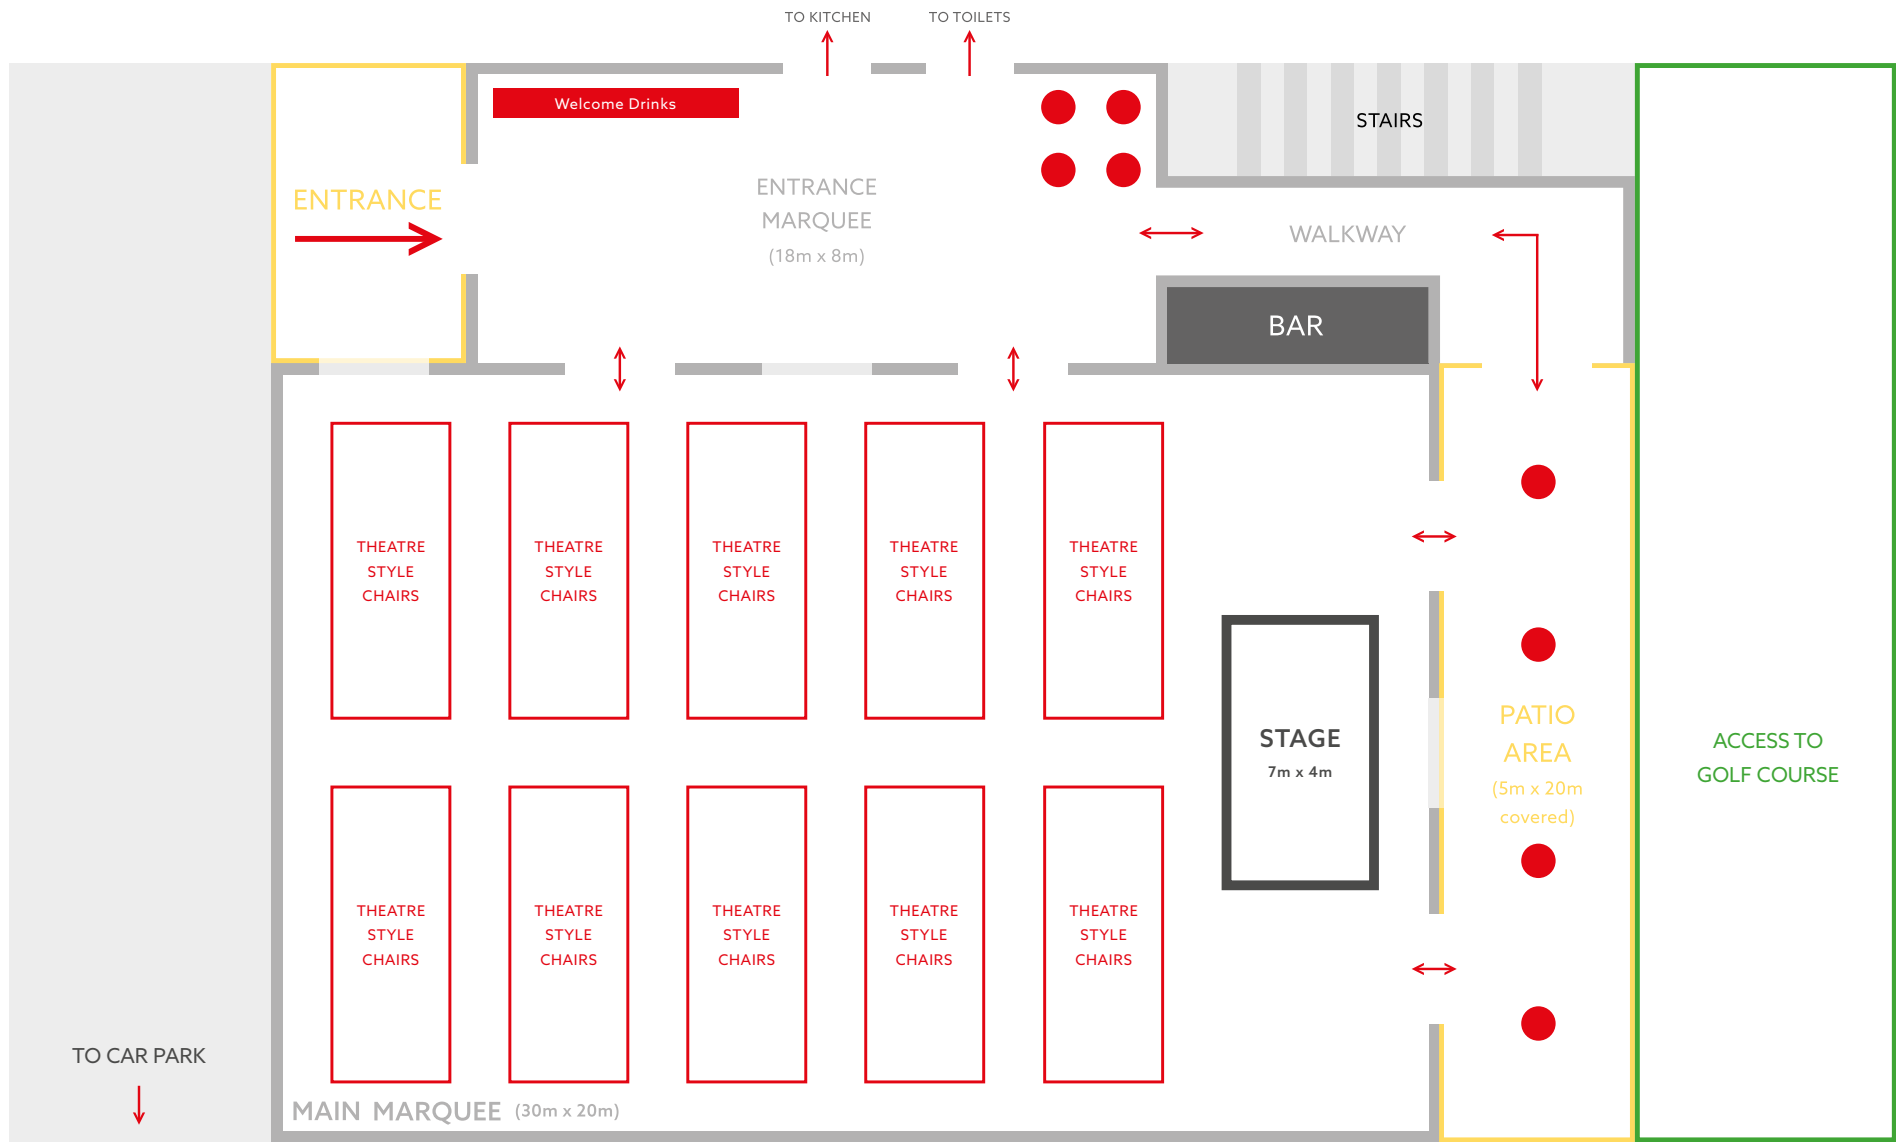 TO KITCHEN
TO TOILETS
Welcome Drinks
STAIRS
ENTRANCE
ENTRANCE
MARQUEE
(18m x 8m)
WALKWAY
BAR
THEATRE
STYLE
CHAIRS
THEATRE
STYLE
CHAIRS
THEATRE
STYLE
CHAIRS
THEATRE
STYLE
CHAIRS
THEATRE
STYLE
CHAIRS
STAGE
7m x 4m
PATIO
AREA
(5m x 20m
covered)
ACCESS TO
GOLF COURSE
THEATRE
STYLE
CHAIRS
THEATRE
STYLE
CHAIRS
THEATRE
STYLE
CHAIRS
THEATRE
STYLE
CHAIRS
THEATRE
STYLE
CHAIRS
TO CAR PARK
MAIN MARQUEE (30m x 20m)